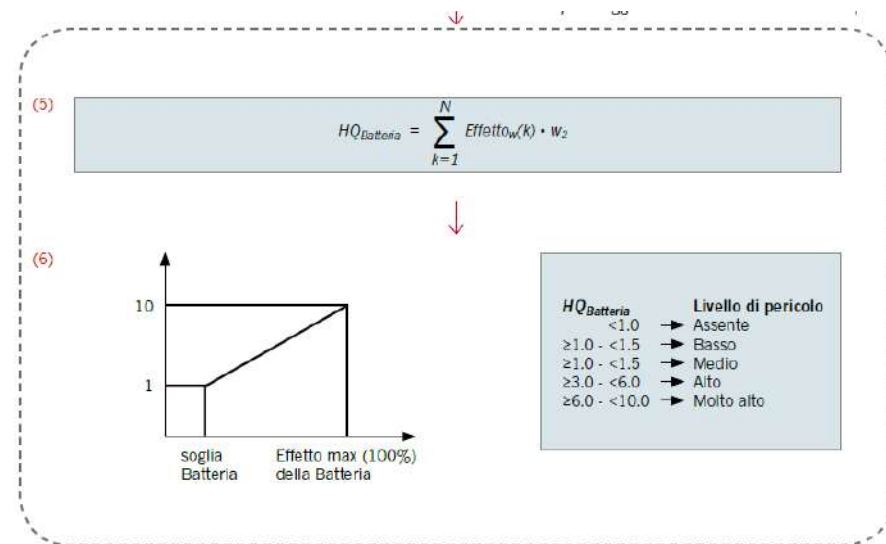 (5)
HQBatteria = N ∑ k=1 Effettow(k) • w2
(6)
10
1
soglia Batteria
Effetto max (100%) della Batteria
HQBatteria Livello di pericolo
<1.0 → Assente
≥1.0 - <1.5 → Basso
≥1.0 - <1.5 → Medio
≥3.0 - <6.0 → Alto
≥6.0 - <10.0 → Molto alto